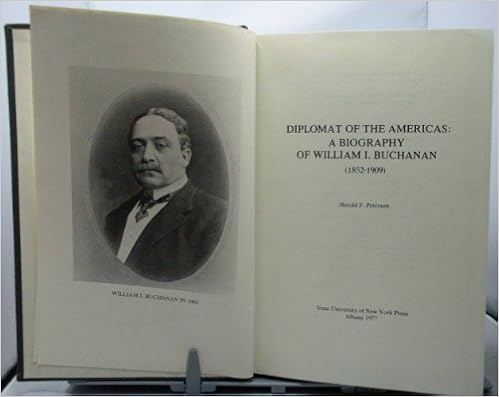 WILLIAM I. BUCHANAN IN
DIPLOMAT OF THE AMERICAS:
A BIOGRAPHY
OF WILLIAM I. BUCHANAN
(1852-1909)
Harold F. Peterson
State University of New York Press
Albany 1977